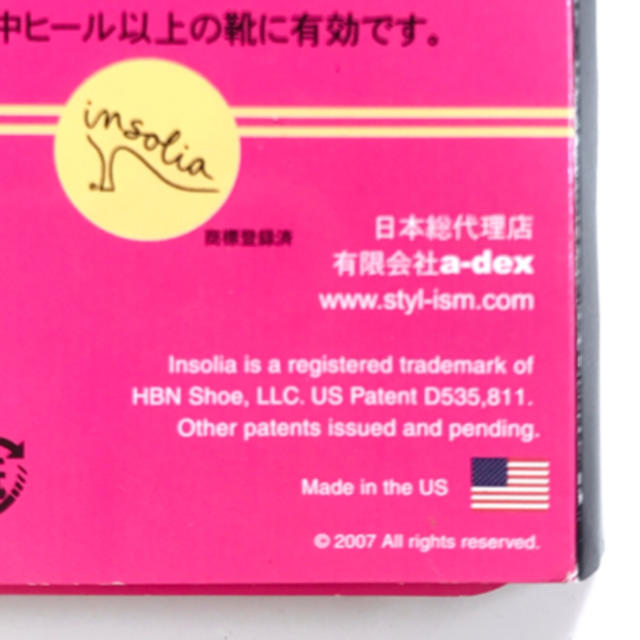 中ヒール以上の靴に有効です。
insolia
商標登録済
日本総代理店
有限会社a-dex
www.styl-ism.com
Insolia is a registered trademark of
HBN Shoe, LLC. US Patent D535,811.
Other patents issued and pending.
Made in the US
© 2007 All rights reserved.